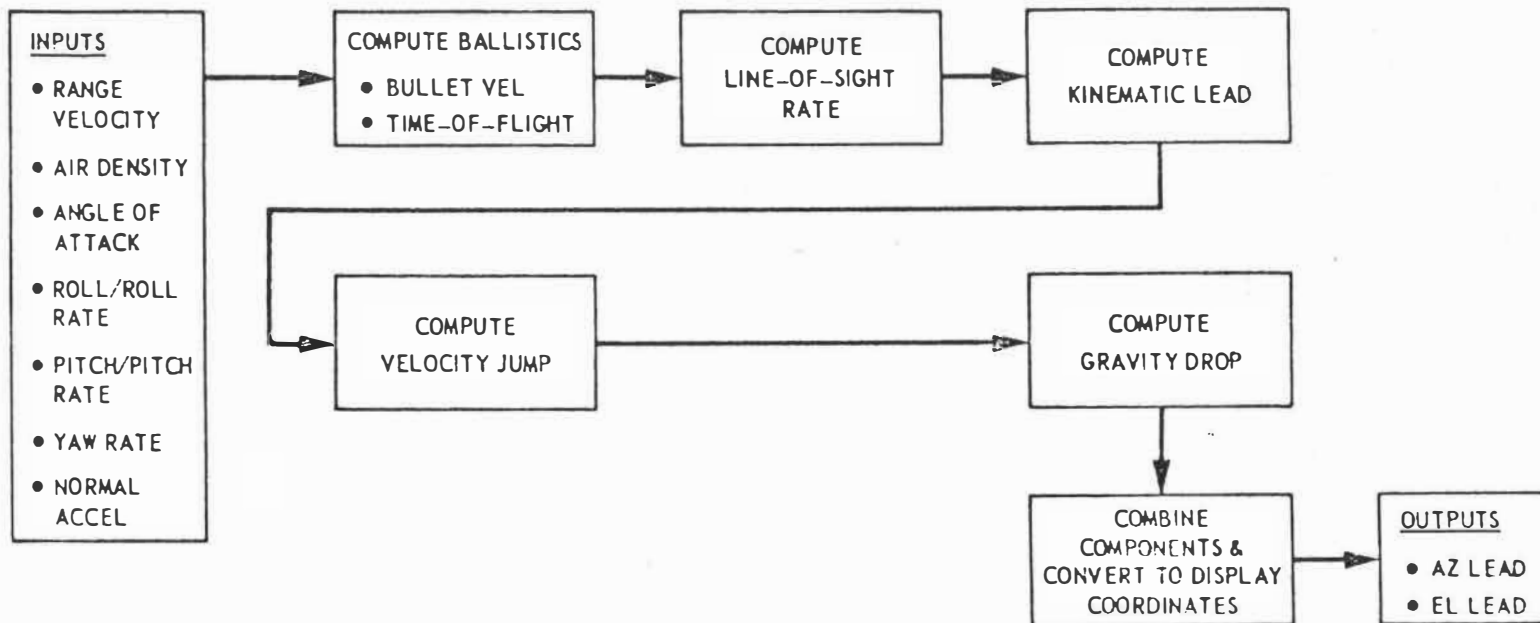 INPUTS
• RANGE
VELOCITY
• AIR DENSITY
• ANGLE OF
ATTACK
• ROLL/ROLL
RATE
• PITCH/PITCH
RATE
• YAW RATE
• NORMAL
ACCEL
COMPUTE BALLISTICS
• BULLET VEL
• TIME-OF-FLIGHT
COMPUTE
LINE-OF-SIGHT
RATE
COMPUTE
KINEMATIC LEAD
COMPUTE
VELOCITY JUMP
COMPUTE
GRAVITY DROP
COMBINE
COMPONENTS &
CONVERT TO DISPLAY
COORDINATES
OUTPUTS
• AZ LEAD
• EL LEAD